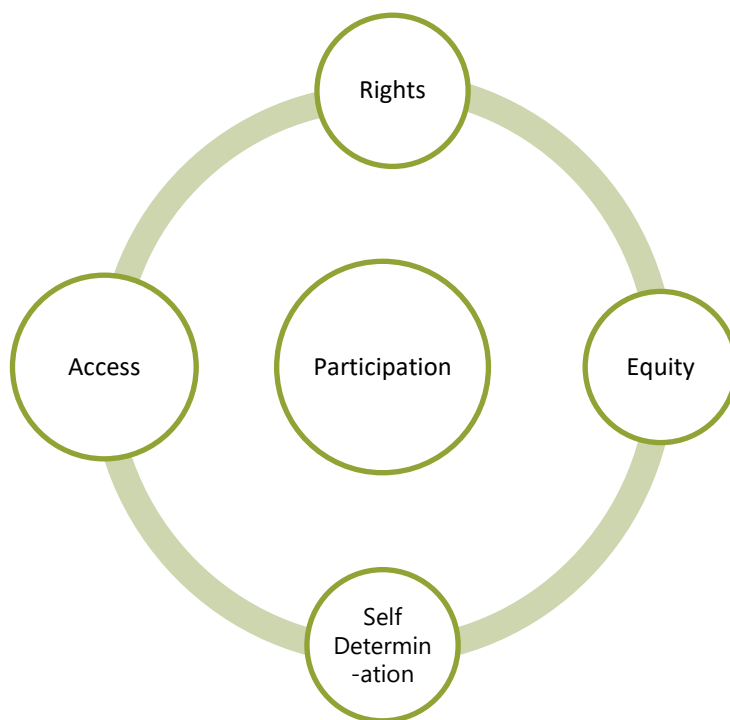 Rights
Access
Participation
Equity
Self
Determin
-ation